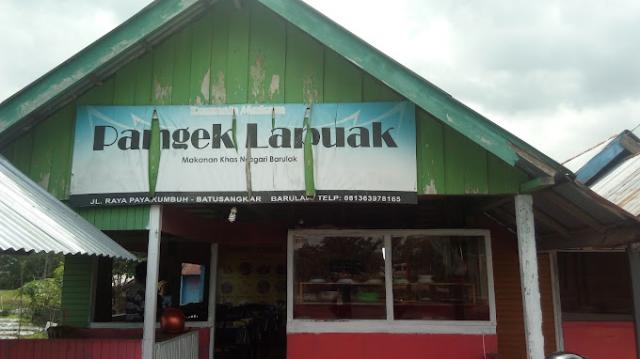 Pangek Lapuak
Makanan Khas Nagari Barulak
JL. RAYA PAYAKUMBUH - BATUSANGKAR BARULAK TELP: 081363978165